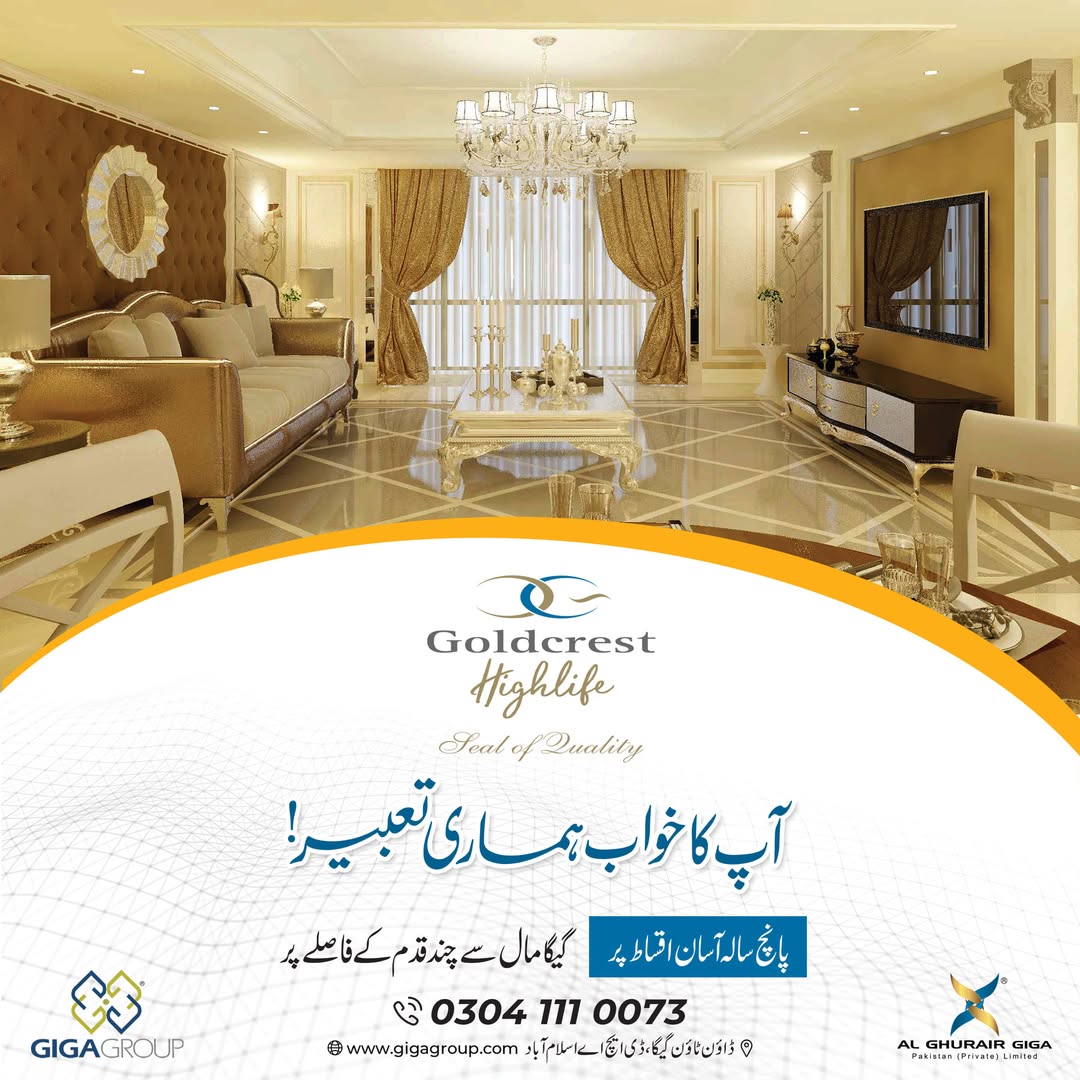 Goldcrest
Highlife
Seal of Quality
آپ کا خواب ہماری تعبیر!
پانچ سالہ آسان اقساط پر گیگا مال سے چند قدم کے فاصلے پر
0304 111 0073
ڈاؤن ٹاؤن گیگا، ڈی ایچ اے اسلام آباد www.gigagroup.com
GIGAGROUP
AL GHURAIR GIGA
Pakistan (Private) Limited